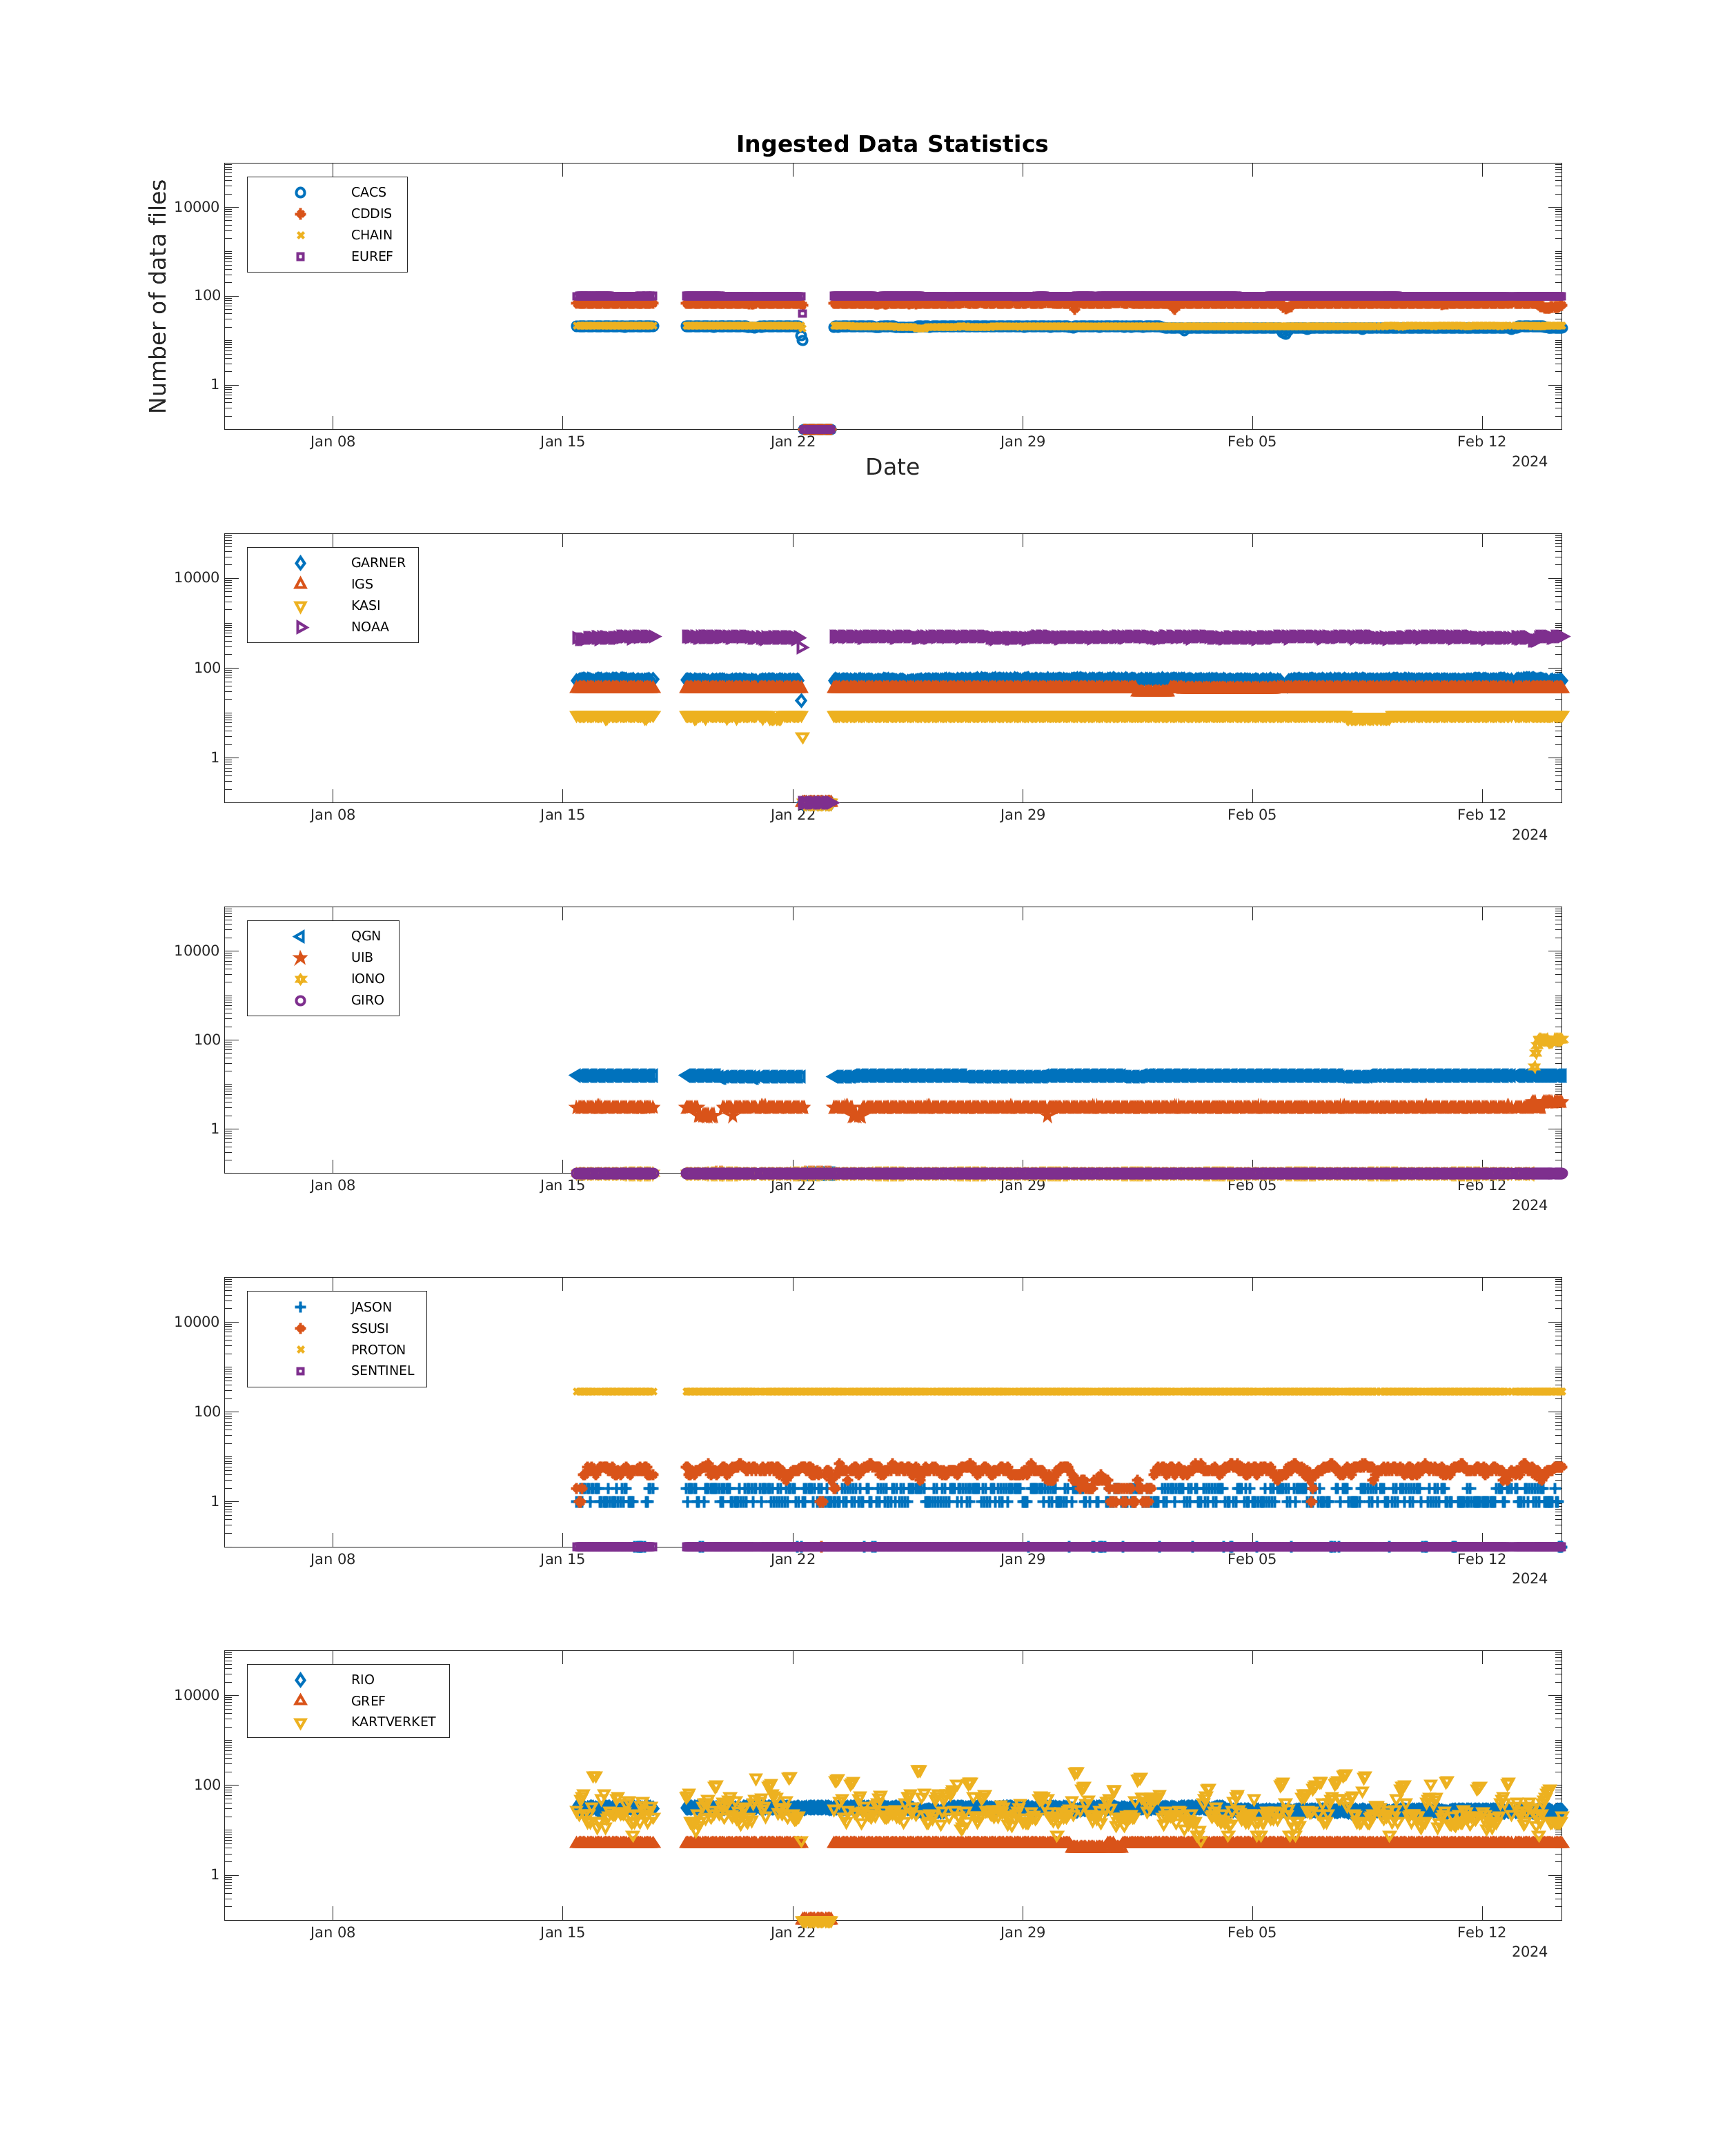 Ingested Data Statistics
Number of data files
10000
100
1
CACS
CDDIS
CHAIN
EUREF
Jan 08 Jan 15 Jan 22 Jan 29 Feb 05 Feb 12
2024
Date
10000
100
1
GARNER
IGS
KASI
NOAA
Jan 08 Jan 15 Jan 22 Jan 29 Feb 05 Feb 12
2024
10000
100
1
QGN
UIB
IONO
GIRO
Jan 08 Jan 15 Jan 22 Jan 29 Feb 05 Feb 12
2024
10000
100
1
JASON
SSUSI
PROTON
SENTINEL
Jan 08 Jan 15 Jan 22 Jan 29 Feb 05 Feb 12
2024
10000
100
1
RIO
GREF
KARTVERKET
Jan 08 Jan 15 Jan 22 Jan 29 Feb 05 Feb 12
2024